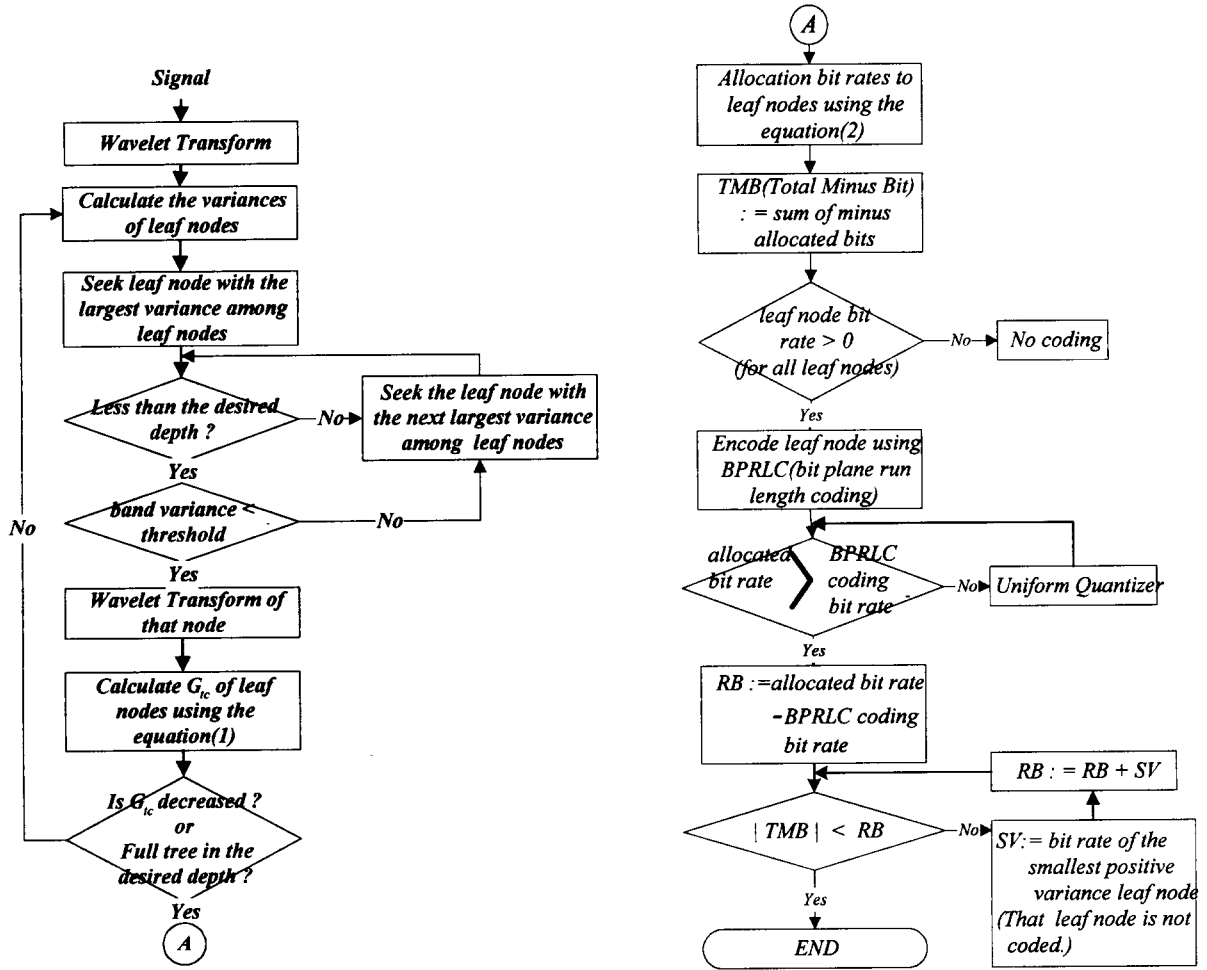 Signal
Wavelet Transform
Calculate the variances
of leaf nodes
Seek leaf node with the
largest variance among
leaf nodes
Less than the desired
depth ?
No
Seek the leaf node with
the next largest variance
among leaf nodes
Yes
band variance <
threshold
No
No
Yes
Wavelet Transform of
that node
Calculate Gtc of leaf
nodes using the
equation(1)
Is Gtc decreased ?
or
Full tree in the
desired depth ?
Yes
A
A
Allocation bit rates to
leaf nodes using the
equation(2)
TMB(Total Minus Bit)
: = sum of minus
allocated bits
leaf node bit
rate > 0
(for all leaf nodes)
No
No coding
Yes
Encode leaf node using
BPRLC(bit plane run
length coding)
allocated
bit rate
>
BPRLC
coding
bit rate
No
Uniform Quantizer
Yes
RB :=allocated bit rate
-BPRLC coding
bit rate
RB : = RB + SV
| TMB | < RB
No
SV:= bit rate of the
smallest positive
variance leaf node
(That leaf node is not
coded.)
Yes
END